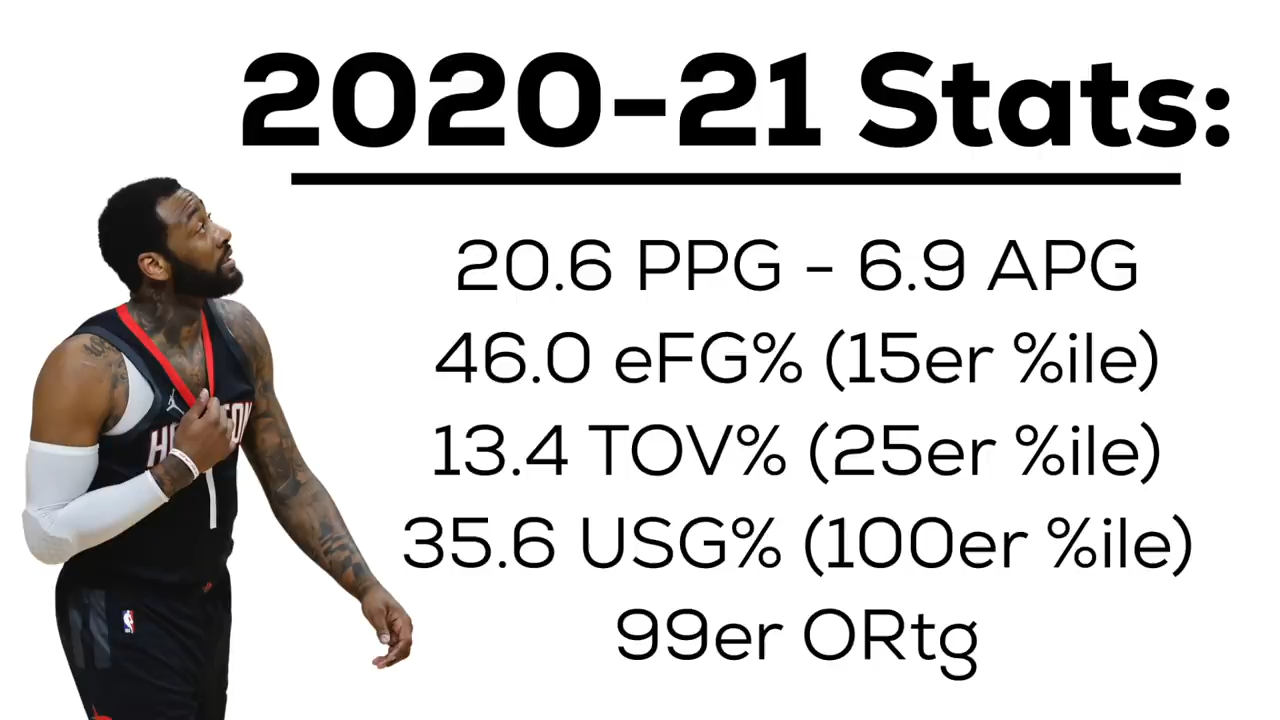 2020-21 Stats:
20.6 PPG - 6.9 APG
46.0 eFG% (15er %ile)
13.4 TOV% (25er %ile)
35.6 USG% (100er %ile)
99er ORtg